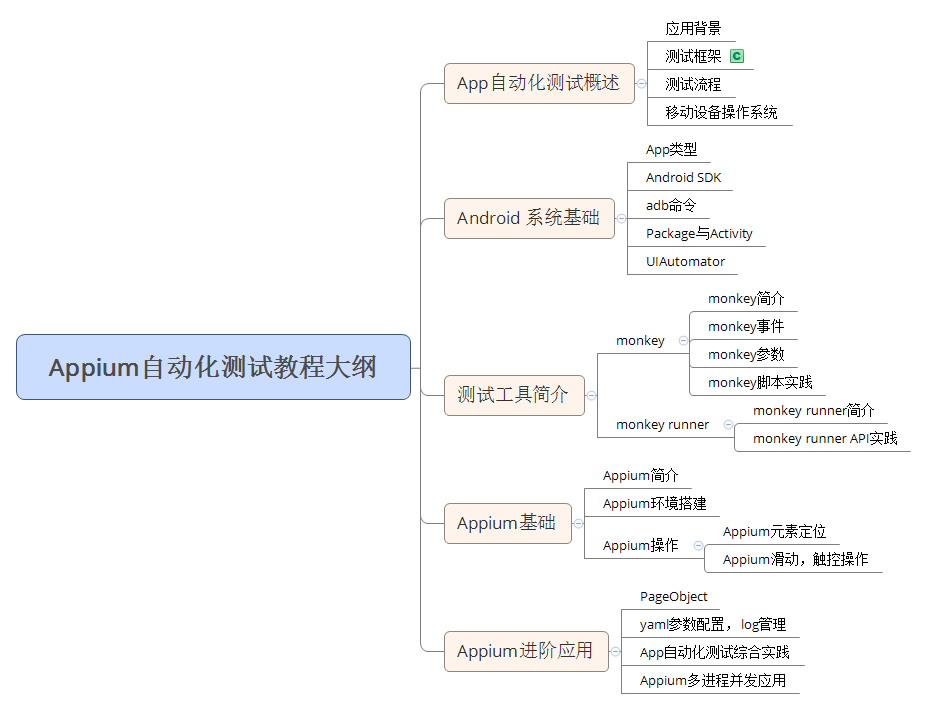 Appium自动化测试教程大纲
App自动化测试概述
应用背景
测试框架 C
测试流程
移动设备操作系统
Android 系统基础
App类型
Android SDK
adb命令
Package与Activity
UIAutomator
测试工具简介
monkey
monkey简介
monkey事件
monkey参数
monkey脚本实践
monkey runner
monkey runner简介
monkey runner API实践
Appium基础
Appium简介
Appium环境搭建
Appium操作
Appium元素定位
Appium滑动，触控操作
Appium进阶应用
PageObject
yaml参数配置，log管理
App自动化测试综合实践
Appium多进程并发应用